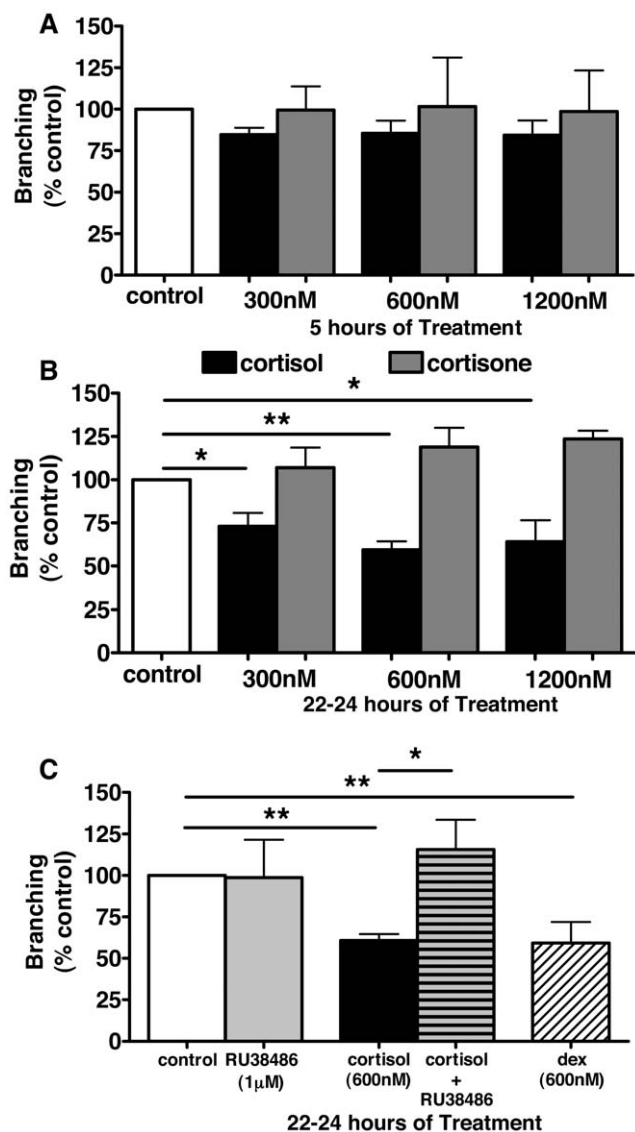 A
Branching
(% control)
150
125
100
75
50
25
0
control
300nM
600nM
1200nM
5 hours of Treatment
cortisol
cortisone
B
Branching
(% control)
150
125
100
75
50
25
0
*
**
*
control
300nM
600nM
1200nM
22-24 hours of Treatment
C
Branching
(% control)
150
125
100
75
50
25
0
*
**
**
control
RU38486
(1μM)
cortisol
(600nM)
cortisol
+
RU38486
dex
(600nM)
22-24 hours of Treatment